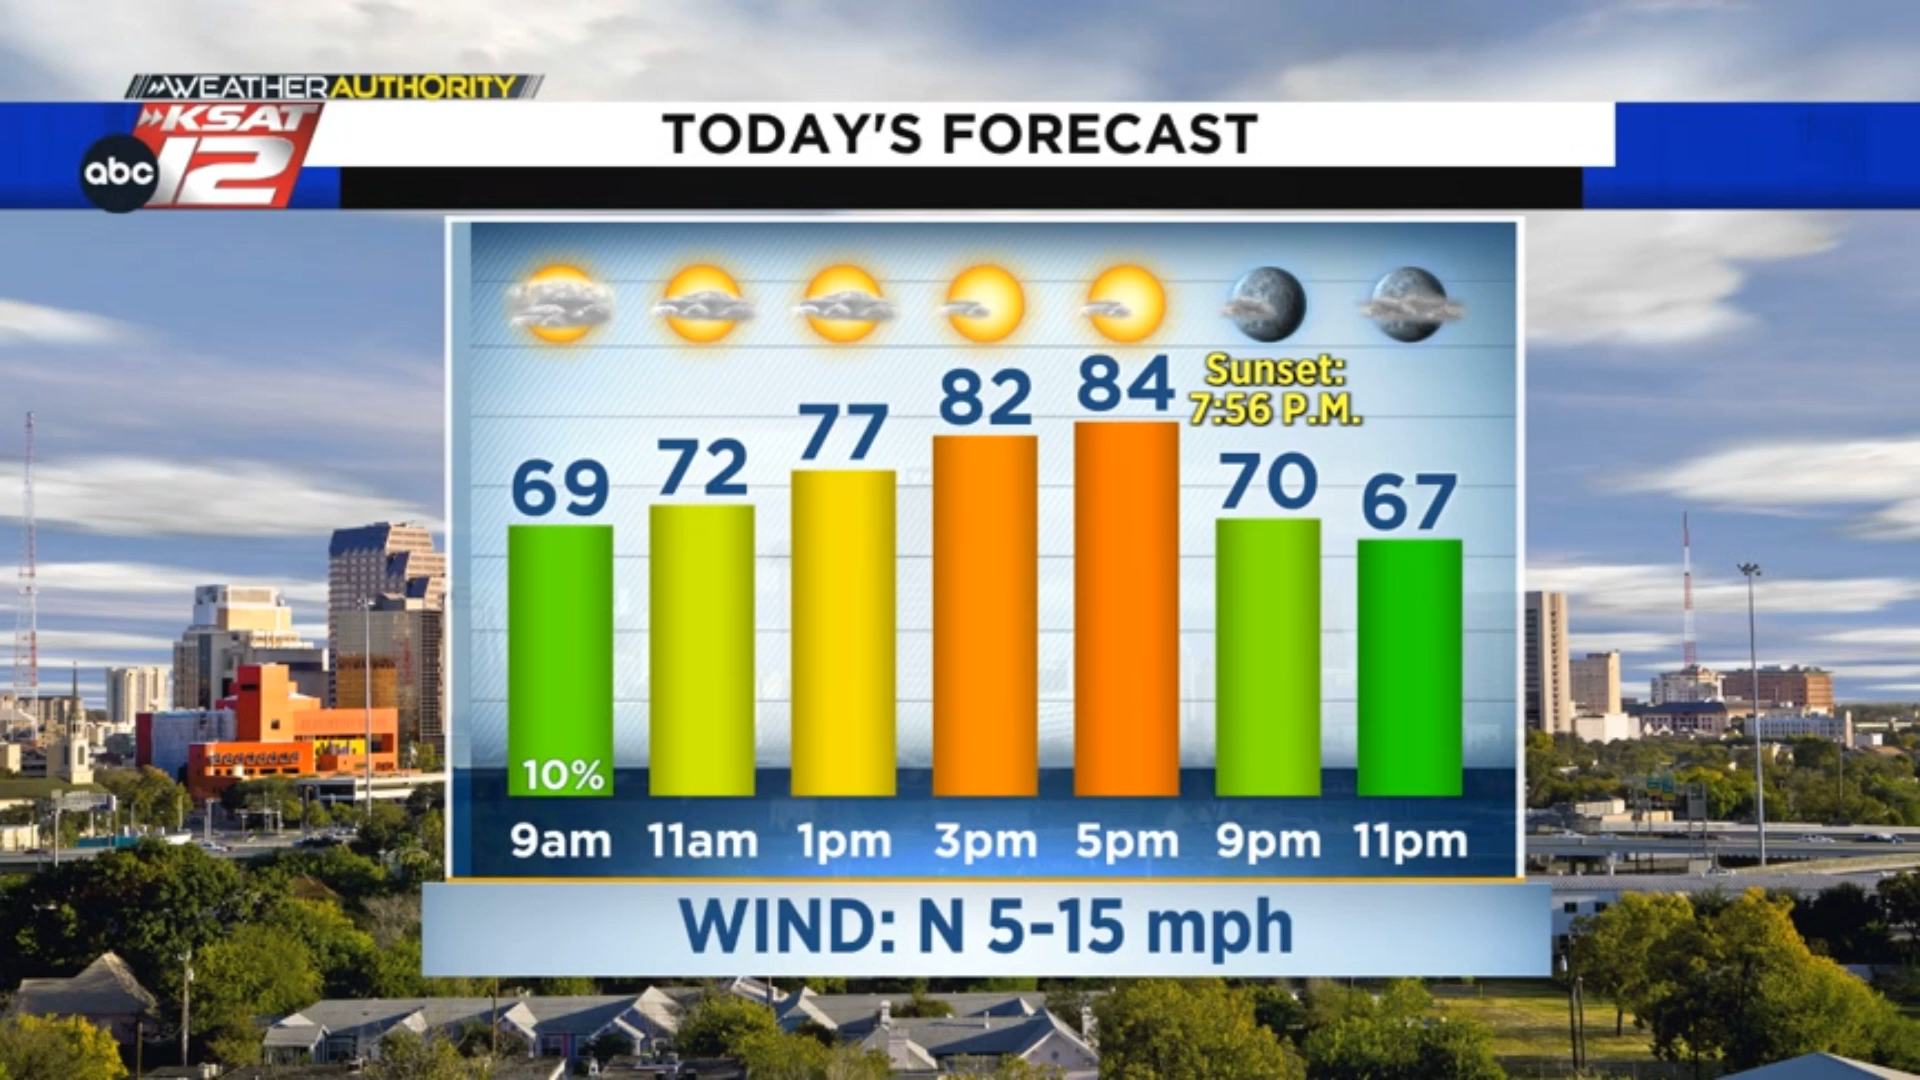 WEATHER AUTHORITY
KSAT
abc 12
TODAY'S FORECAST
69 72 77 82 84 70 67
Sunset:
7:56 P.M.
10%
9am 11am 1pm 3pm 5pm 9pm 11pm
WIND: N 5-15 mph